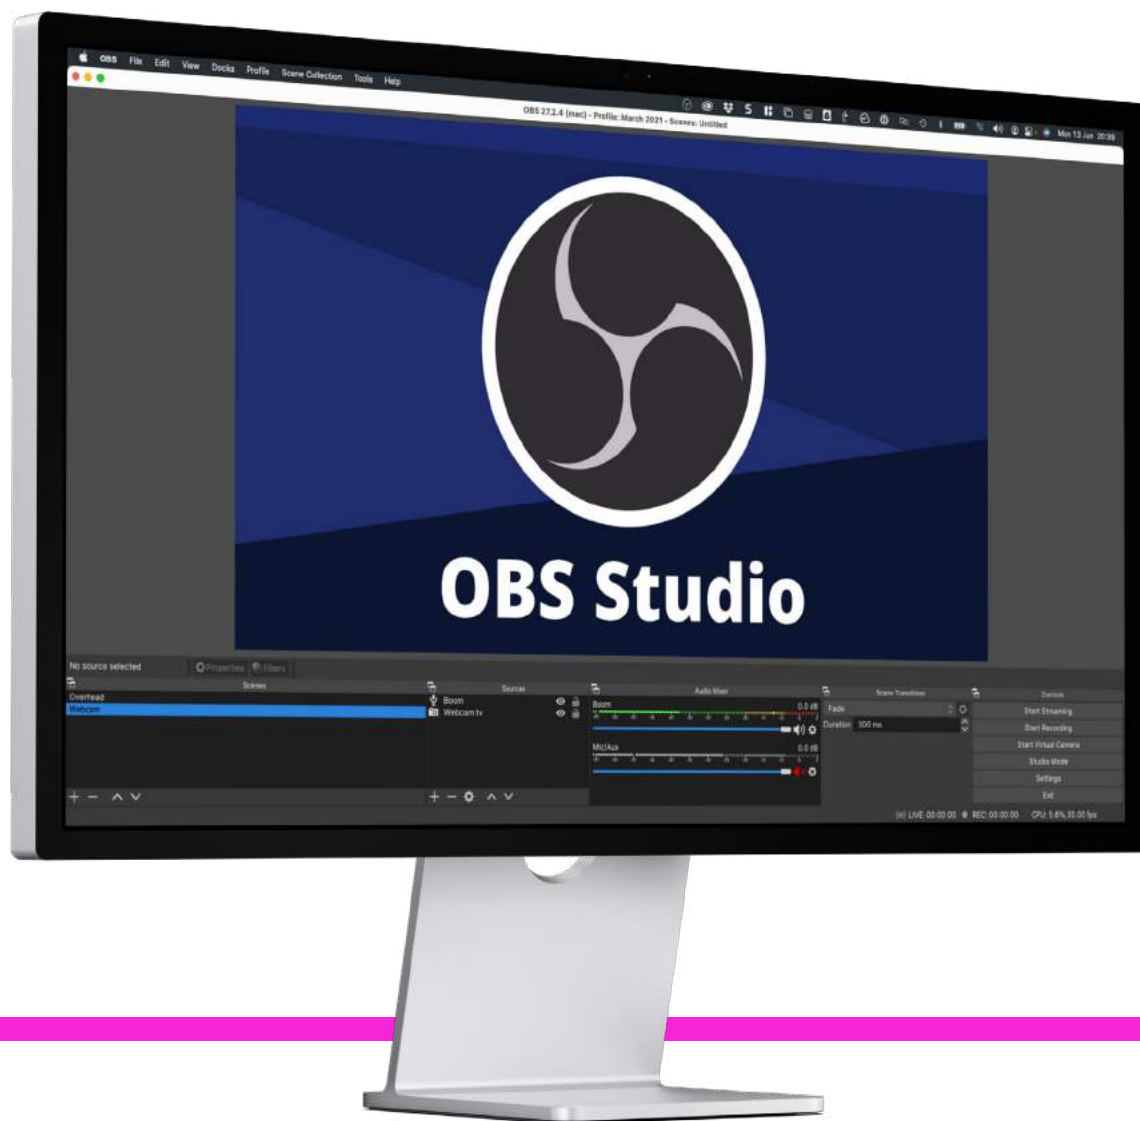 OBS File Edit View Docks Profile Scene Collection Tools Help
Mon 13 Jun 20:39
OBS 27.2.4 (mac) - Profile: March 2021 - Scenes: Untitled
OBS Studio
No source selected Properties Filters
Scenes
Overhead
Webcam
Sources
Boom
Webcam tv
Audio Mixer
Boom 0.0 dB
Mic/Aux 0.0 dB
Scene Transitions
Fade
Duration 300 ms
Controls
Start Streaming
Start Recording
Start Virtual Camera
Studio Mode
Settings
Exit
LIVE: 00:00:00 REC: 00:00:00 CPU: 5.6%, 30.00 fps